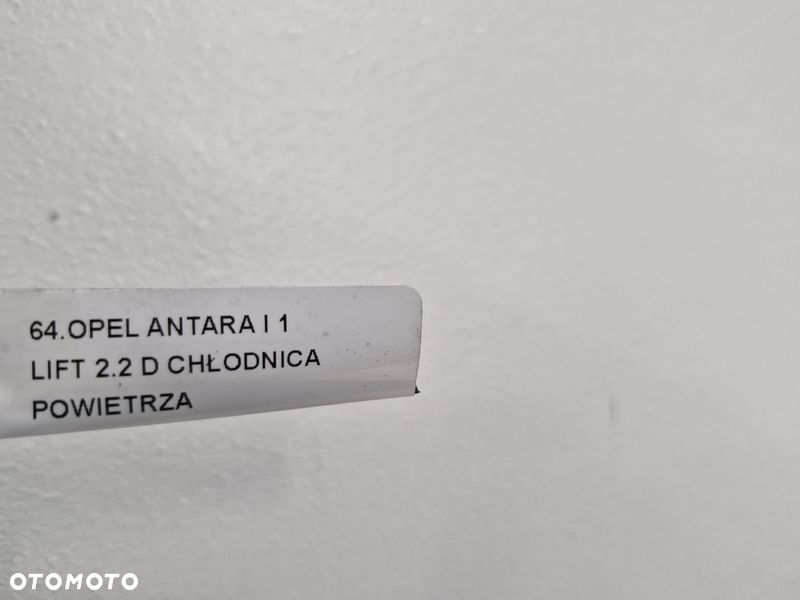 64.OPEL ANTARA I 1
LIFT 2.2 D CHŁODNICA
POWIETRZA
OTOMOTO